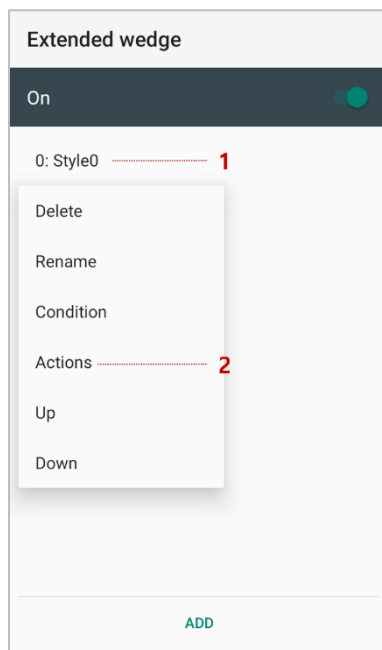 Extended wedge
On
0: Style0 1
Delete
Rename
Condition
Actions 2
Up
Down
ADD